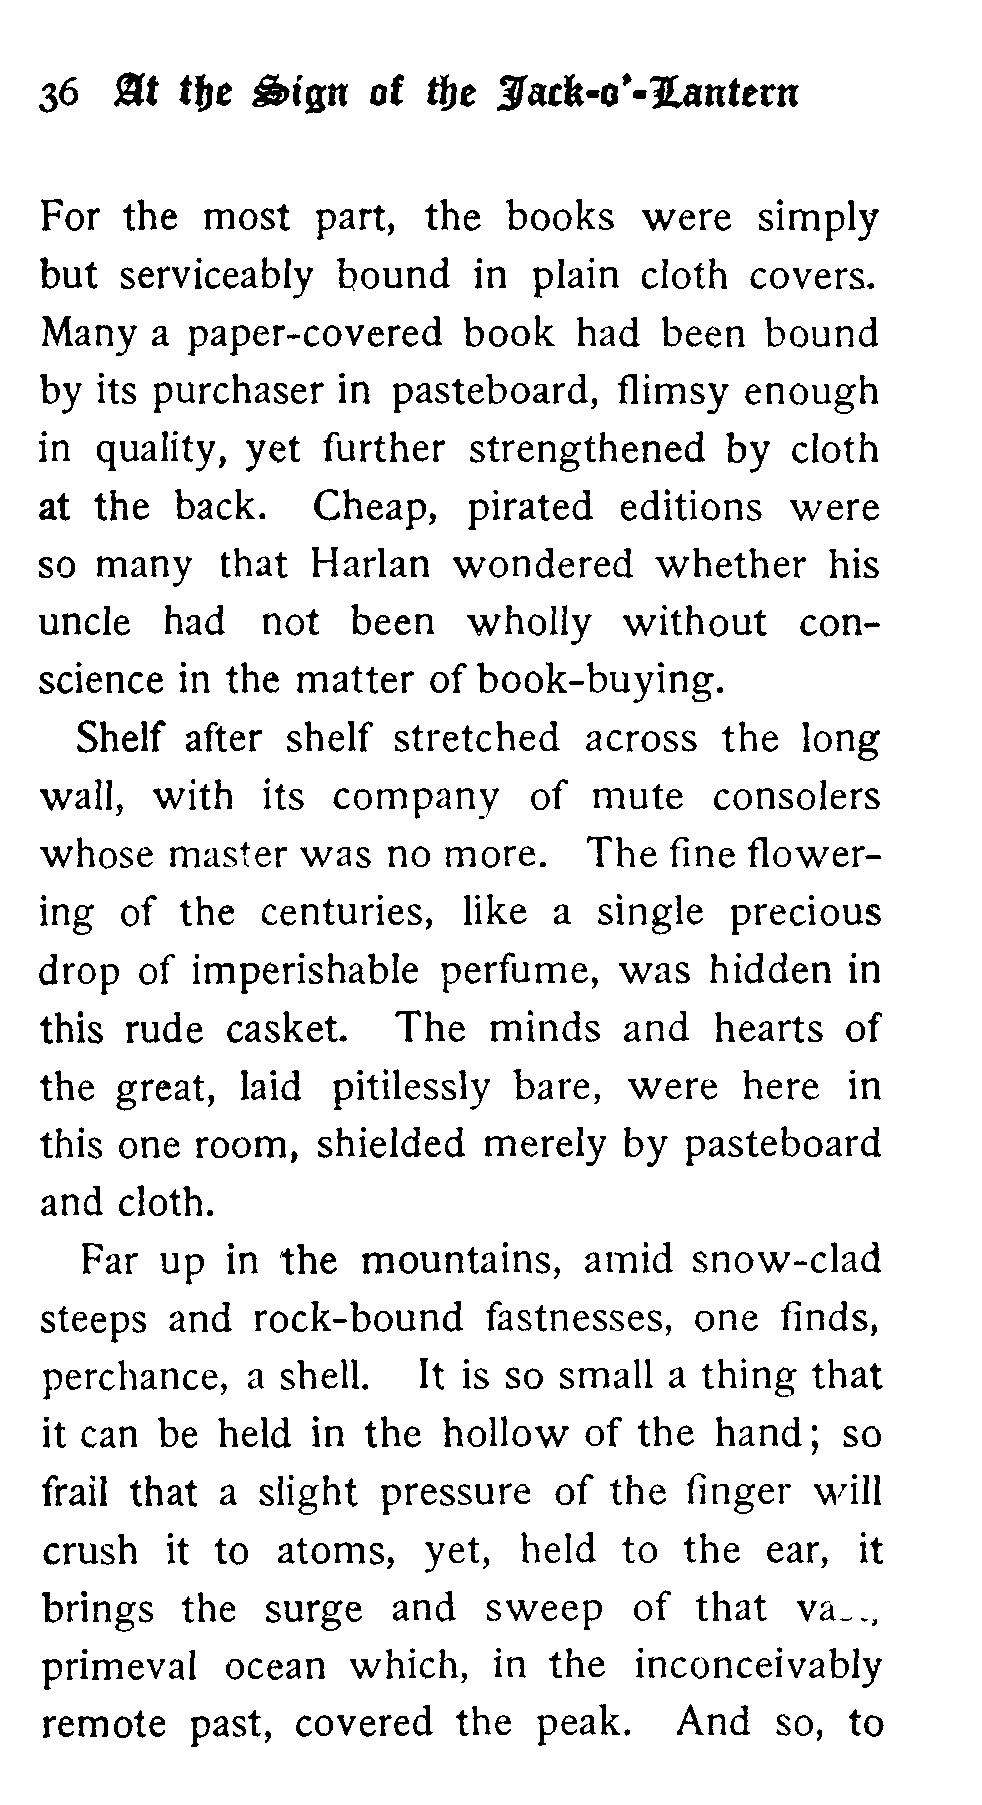 36 At the Sign of the Jack-o'-Lantern
For the most part, the books were simply
but serviceably bound in plain cloth covers.
Many a paper-covered book had been bound
by its purchaser in pasteboard, flimsy enough
in quality, yet further strengthened by cloth
at the back. Cheap, pirated editions were
so many that Harlan wondered whether his
uncle had not been wholly without con-
science in the matter of book-buying.
Shelf after shelf stretched across the long
wall, with its company of mute consolers
whose master was no more. The fine flower-
ing of the centuries, like a single precious
drop of imperishable perfume, was hidden in
this rude casket. The minds and hearts of
the great, laid pitilessly bare, were here in
this one room, shielded merely by pasteboard
and cloth.
Far up in the mountains, amid snow-clad
steeps and rock-bound fastnesses, one finds,
perchance, a shell. It is so small a thing that
it can be held in the hollow of the hand; so
frail that a slight pressure of the finger will
crush it to atoms, yet, held to the ear, it
brings the surge and sweep of that
primeval ocean which, in the inconceivably
remote past, covered the peak. And so, to